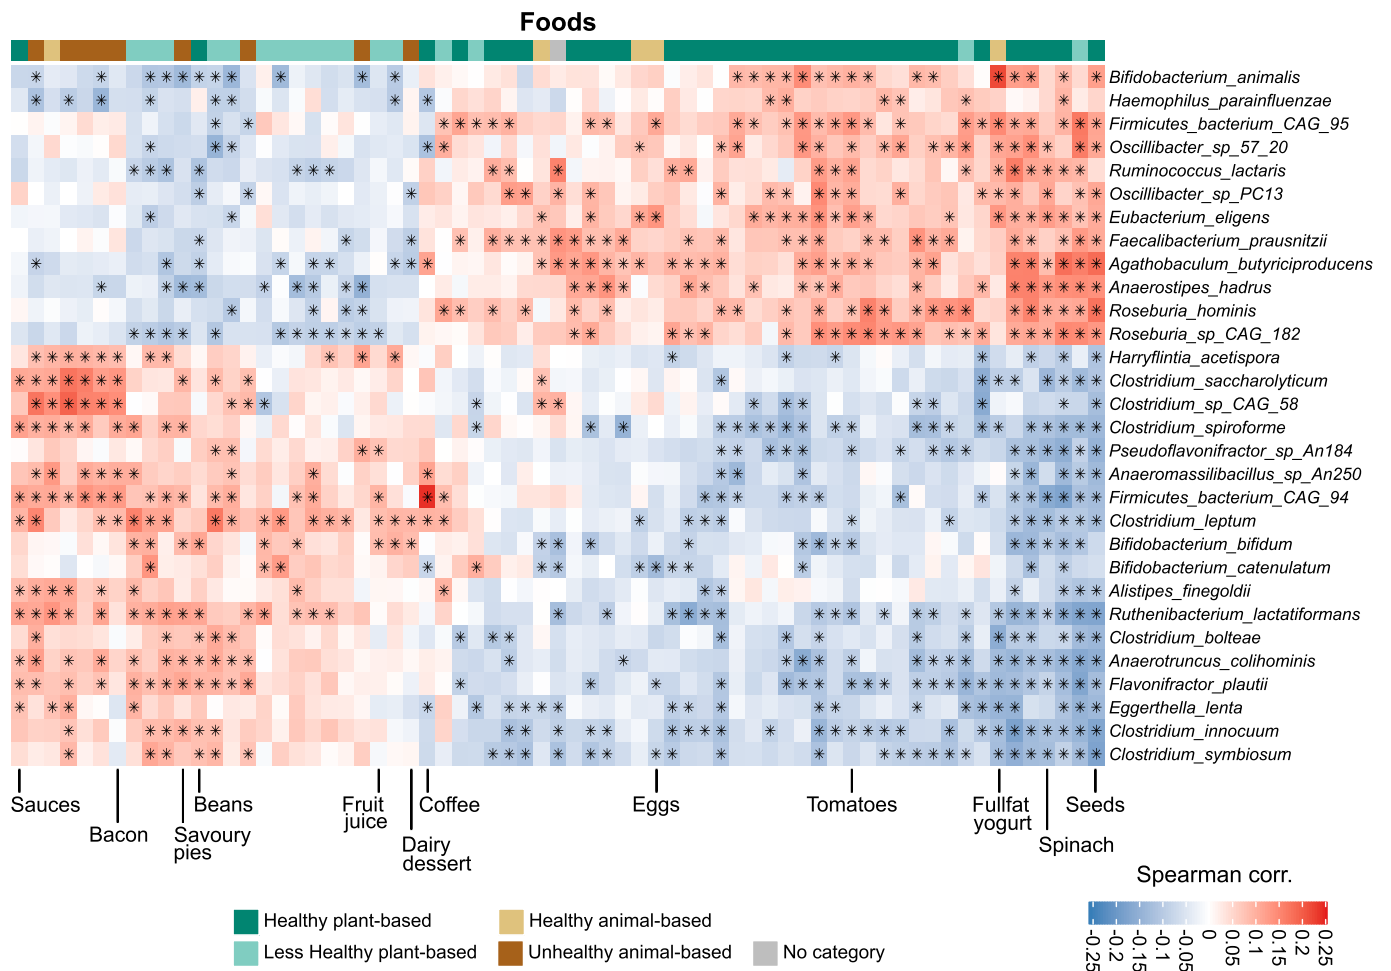 Foods
Bifidobacterium_animalis
Haemophilus_parainfluenzae
Firmicutes_bacterium_CAG_95
Oscillibacter_sp_57_20
Ruminococcus_lactaris
Oscillibacter_sp_PC13
Eubacterium_eligens
Faecalibacterium_prausnitzii
Agathobaculum_butyriciproducens
Anaerostipes_hadrus
Roseburia_hominis
Roseburia_sp_CAG_182
Harryflintia_acetispora
Clostridium_saccharolyticum
Clostridium_sp_CAG_58
Clostridium_spiroforme
Pseudoflavonifractor_sp_An184
Anaeromassilibacillus_sp_An250
Firmicutes_bacterium_CAG_94
Clostridium_leptum
Bifidobacterium_bifidum
Bifidobacterium_catenulatum
Alistipes_finegoldii
Ruthenibacterium_lactatiformans
Clostridium_bolteae
Anaerotruncus_colihominis
Flavonifractor_plautii
Eggerthella_lenta
Clostridium_innocuum
Clostridium_symbiosum
Sauces
Bacon
Savoury
pies
Beans
Fruit
juice
Dairy
dessert
Coffee
Eggs
Tomatoes
Fullfat
yogurt
Spinach
Seeds
Spearman corr.
-0.25
-0.2
-0.15
-0.1
-0.05
0
0.05
0.1
0.15
0.2
0.25
Healthy plant-based
Less Healthy plant-based
Healthy animal-based
Unhealthy animal-based
No category